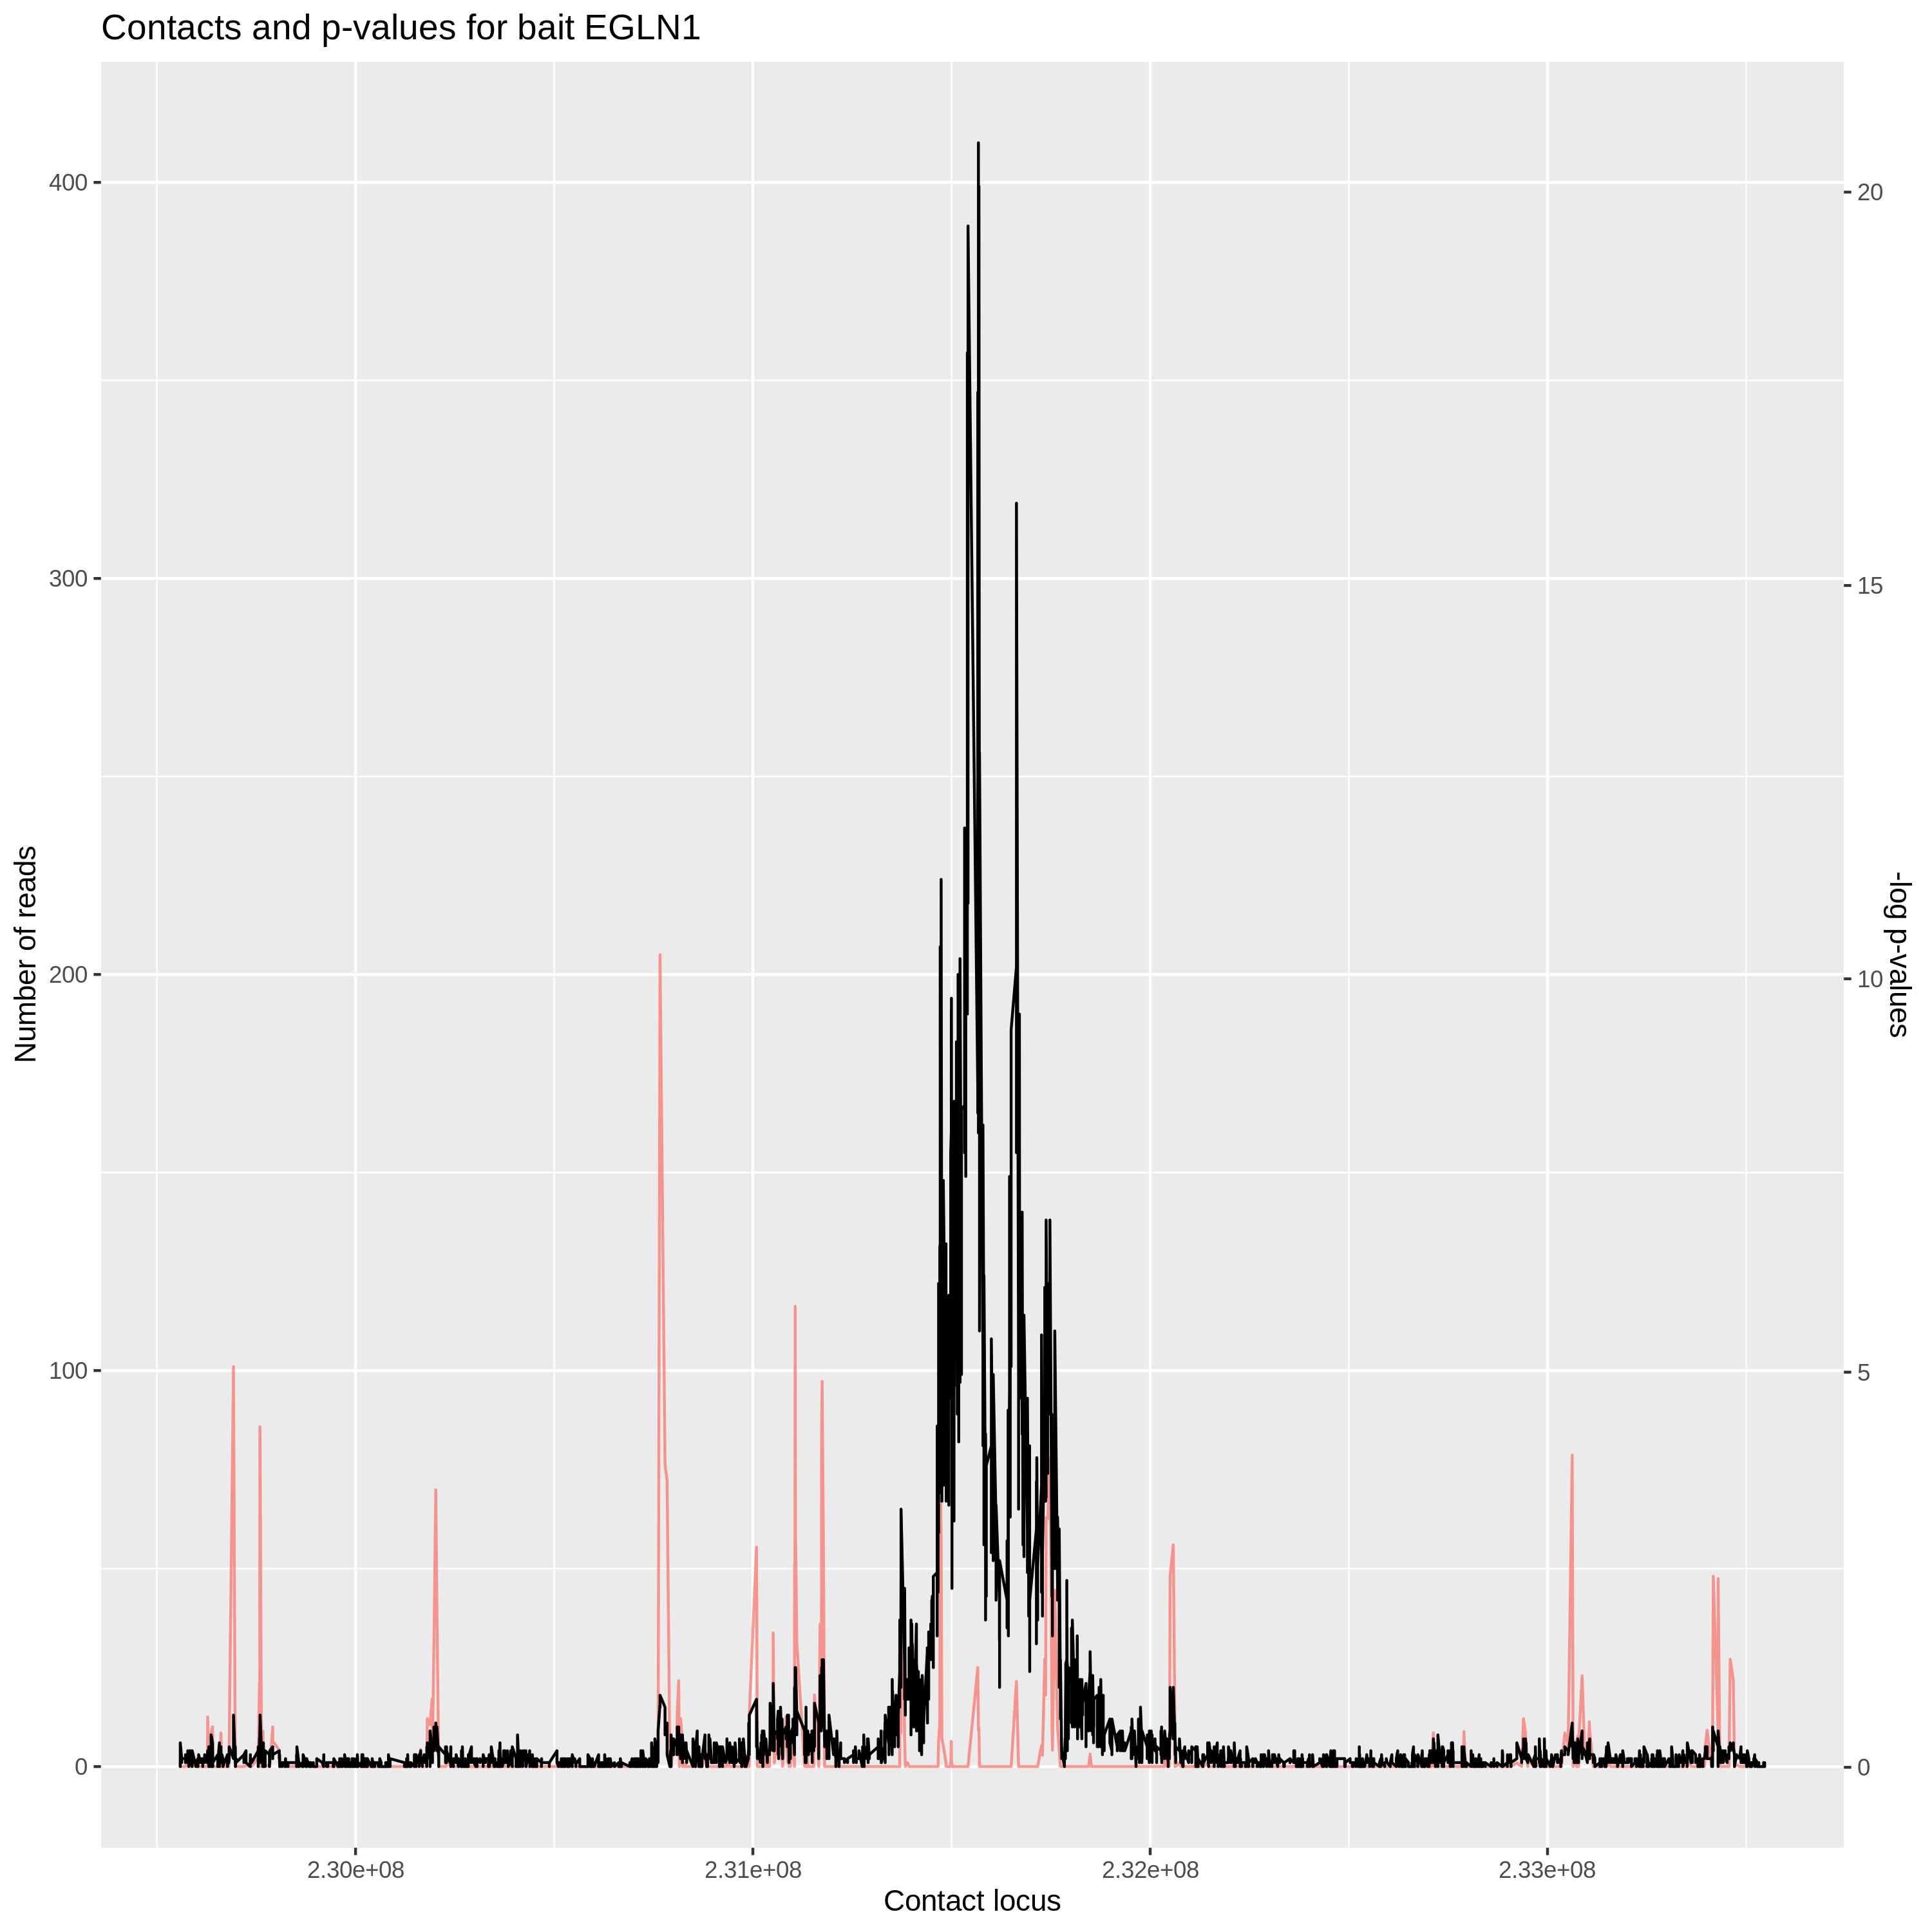 Contacts and p-values for bait EGLN1
400
300
200
100
0
Number of reads
20
15
10
5
0
-log p-values
2.30e+08
2.31e+08
2.32e+08
2.33e+08
Contact locus